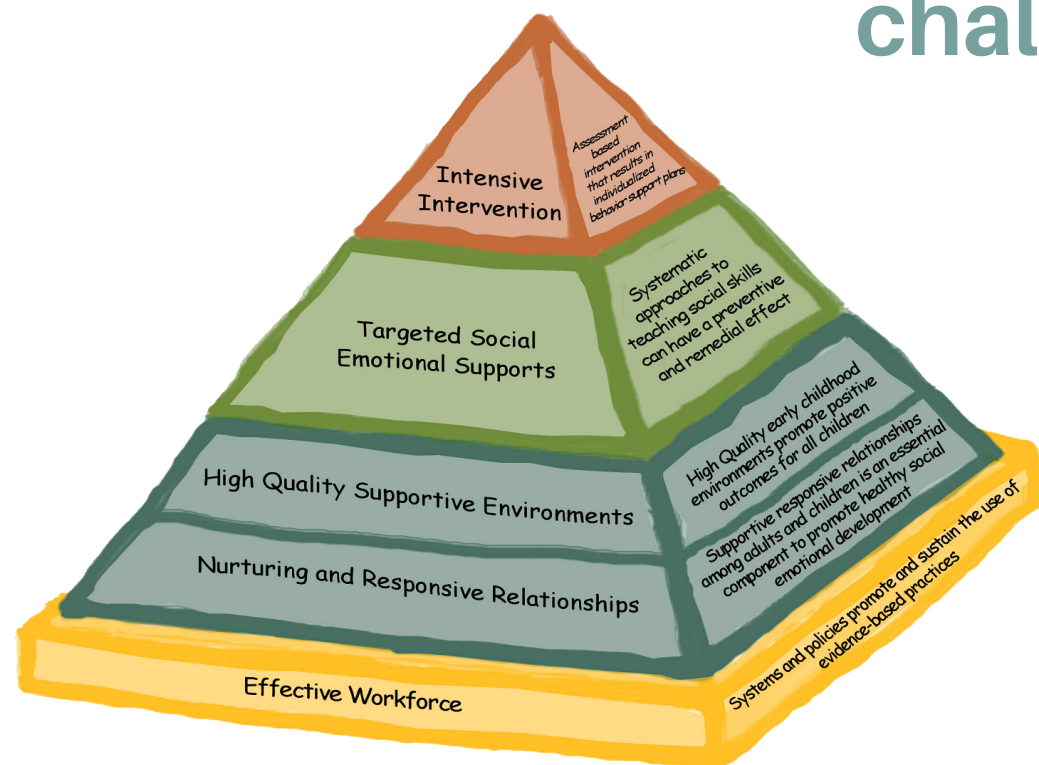 chal
Intensive
Intervention
Assessment
based
intervention
that results in
individualized
behavior support plans
Targeted Social
Emotional Supports
Systematic
approaches to
teaching social skills
can have a preventive
and remedial effect
High Quality Supportive Environments
High Quality early childhood
environments promote positive
outcomes for all children
Nurturing and Responsive Relationships
Supportive responsive relationships
among adults and children is an essential
component to promote healthy social
emotional development
Effective Workforce
Systems and policies promote and sustain the use of
evidence-based practices